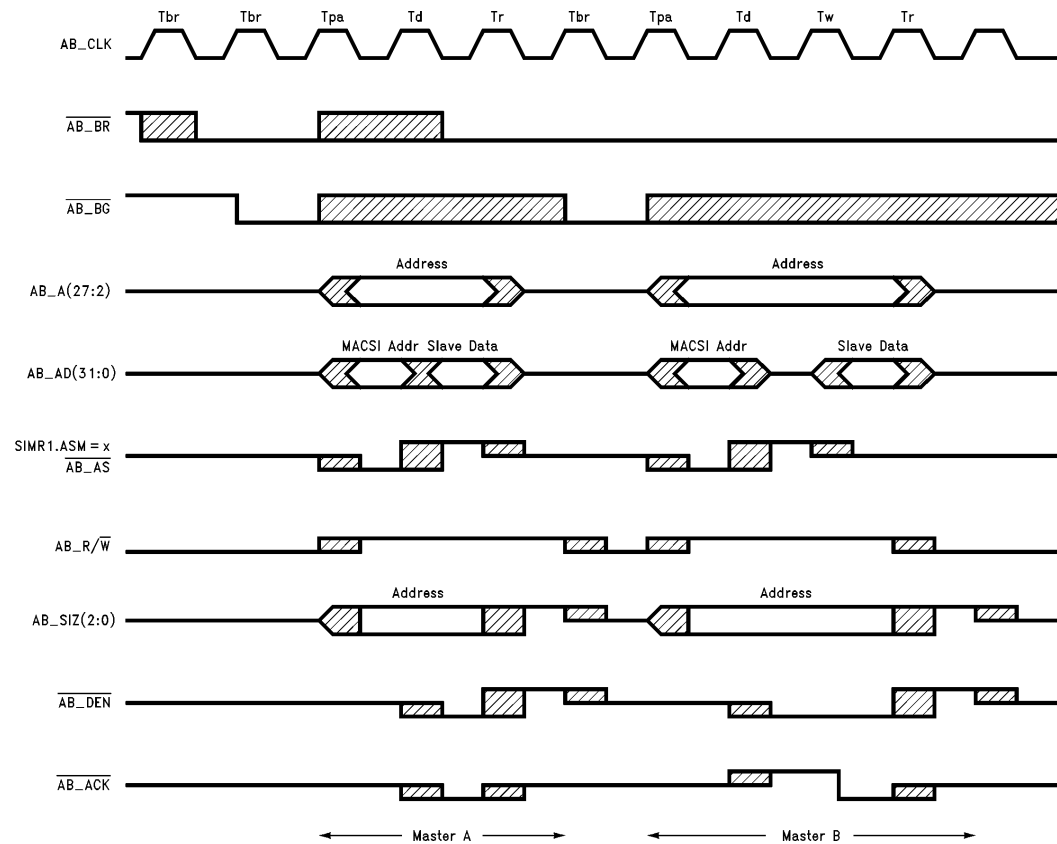 Tbr Tbr Tpa Td Tr Tbr Tpa Td Tw Tr
AB_CLK
AB_BR
AB_BG
Address Address
AB_A(27:2)
MACSI Addr Slave Data MACSI Addr Slave Data
AB_AD(31:0)
SIMR1.ASM = x
AB_AS
AB_R/W
Address Address
AB_SIZ(2:0)
AB_DEN
AB_ACK
Master A Master B